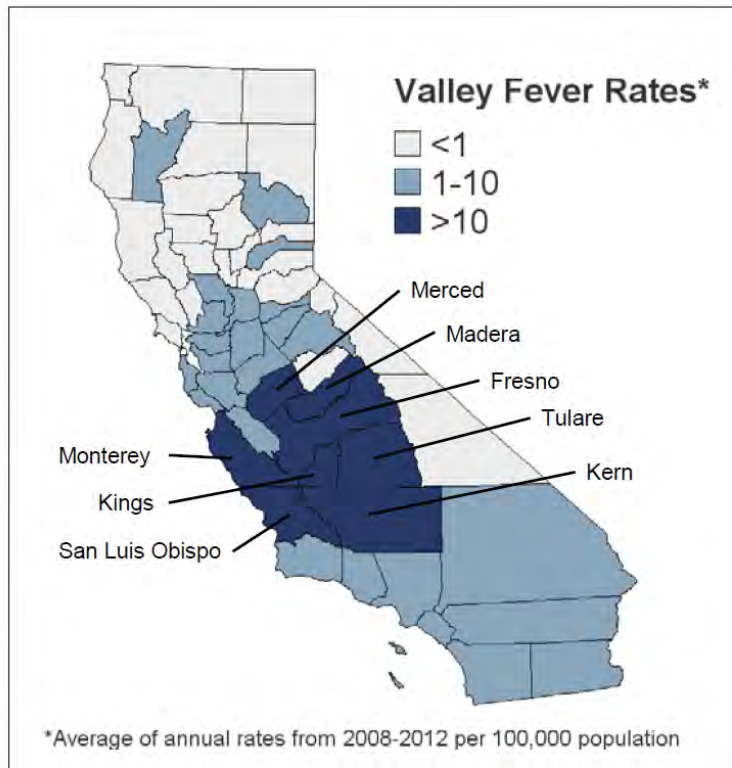 Valley Fever Rates*
<1
1-10
>10
Merced
Madera
Fresno
Tulare
Monterey
Kern
Kings
San Luis Obispo
*Average of annual rates from 2008-2012 per 100,000 population